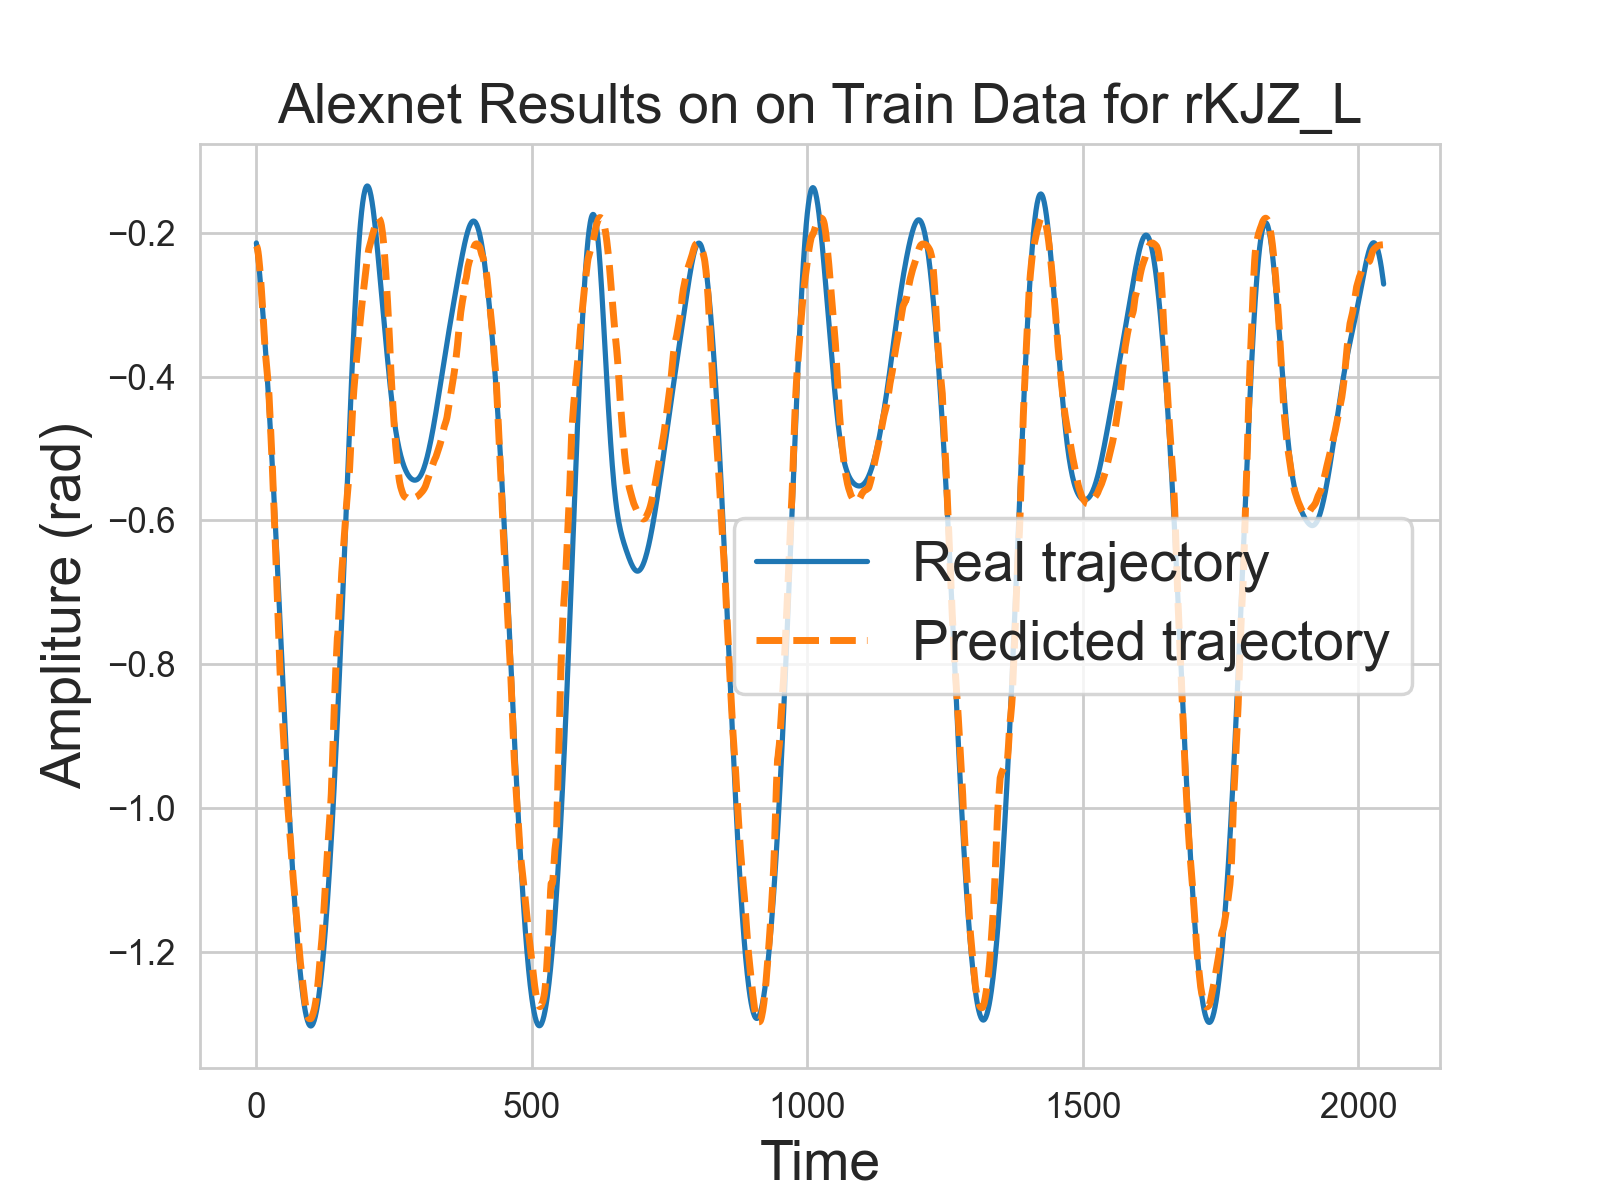 Alexnet Results on on Train Data for rKJZ_L
Ampliture (rad)
−0.2
−0.4
−0.6
−0.8
−1.0
−1.2
Real trajectory
Predicted trajectory
0 500 1000 1500 2000
Time